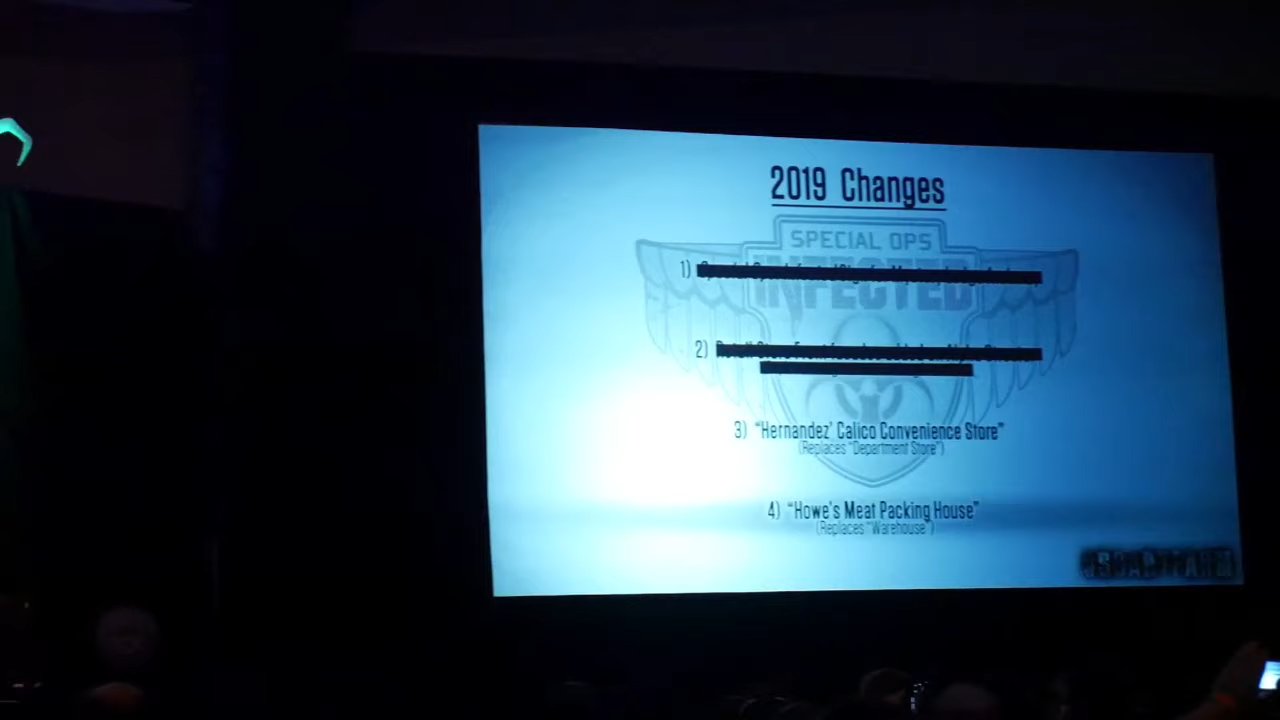 2019 Changes
SPECIAL OPS
INFECTED
1)
2)
3) “Hernandez’ Calico Convenience Store”
(Replaces “Department Store”)
4) “Howe’s Meat Packing House”
(Replaces “Warehouse”)